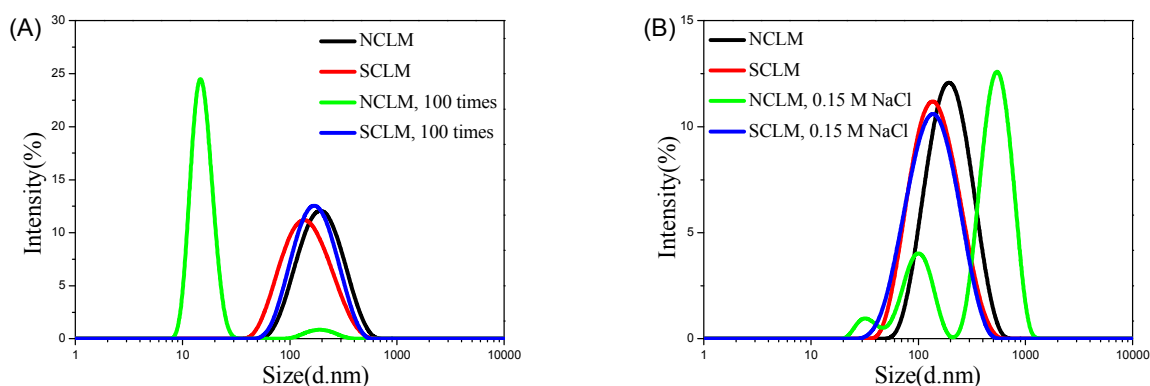 (A)
30
25
20
15
10
5
0
Intensity(%)
NCLM
SCLM
NCLM, 100 times
SCLM, 100 times
1
10
100
1000
10000
Size(d.nm)
(B)
15
10
5
0
Intensity(%)
NCLM
SCLM
NCLM, 0.15 M NaCl
SCLM, 0.15 M NaCl
1
10
100
1000
10000
Size(d.nm)